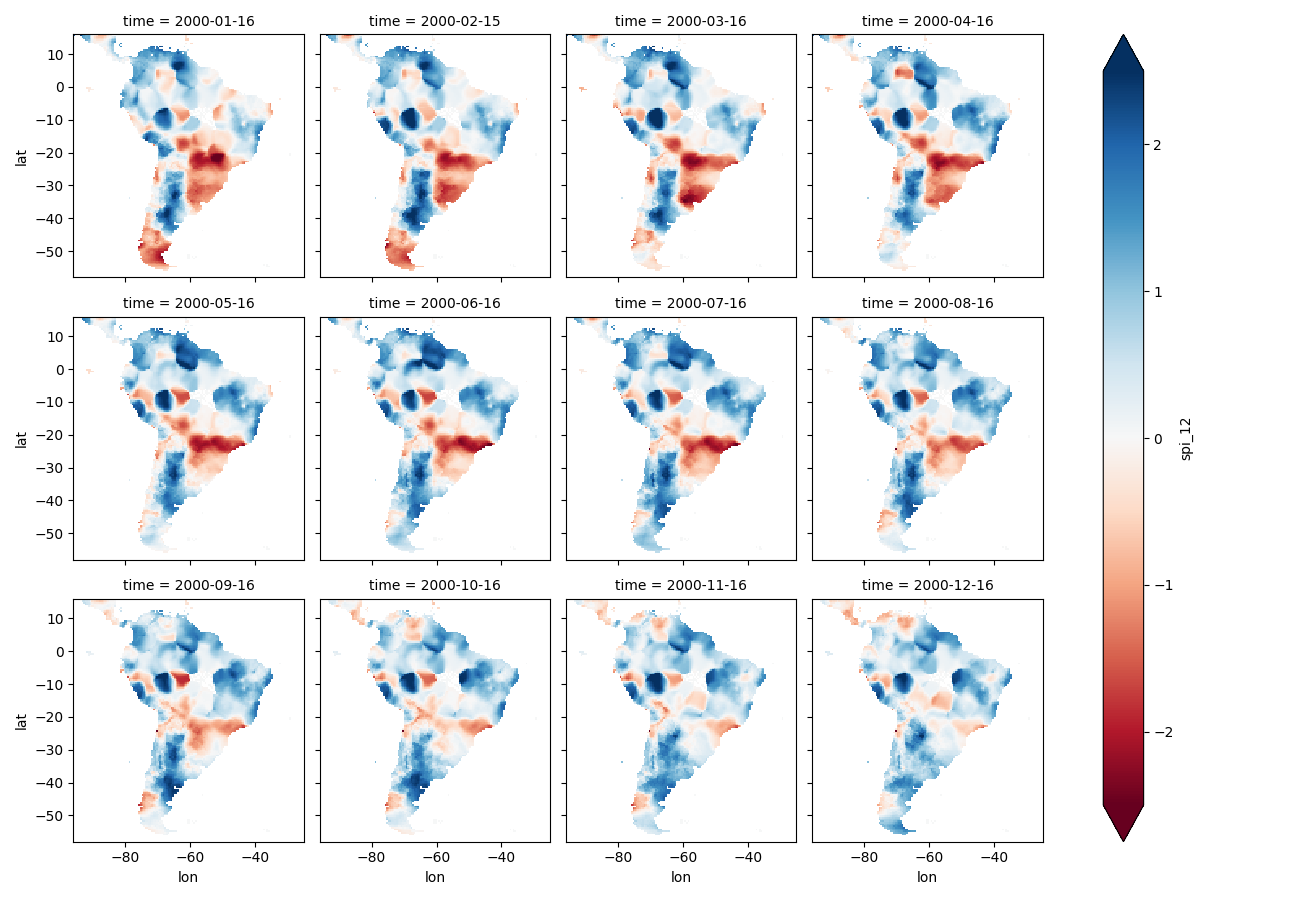 time = 2000-01-16
time = 2000-02-15
time = 2000-03-16
time = 2000-04-16
lat
10
0
−10
−20
−30
−40
−50
time = 2000-05-16
time = 2000-06-16
time = 2000-07-16
time = 2000-08-16
lat
10
0
−10
−20
−30
−40
−50
time = 2000-09-16
time = 2000-10-16
time = 2000-11-16
time = 2000-12-16
lat
10
0
−10
−20
−30
−40
−50
−80 −60 −40
lon
−80 −60 −40
lon
−80 −60 −40
lon
−80 −60 −40
lon
2
1
0
−1
−2
spi_12